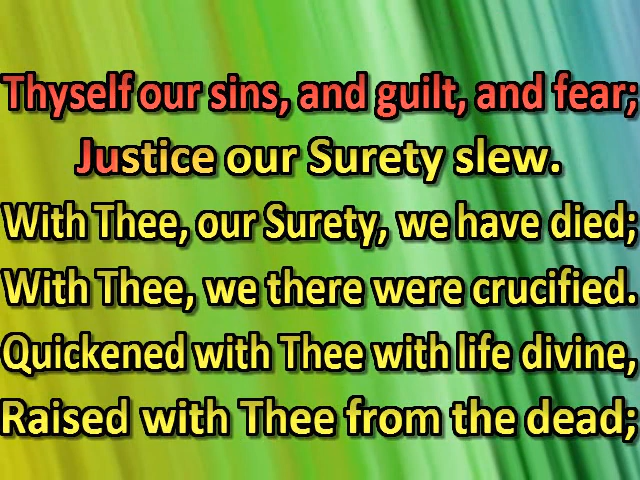 Thyself our sins, and guilt, and fear;
Justice our Surety slew.
With Thee, our Surety, we have died;
With Thee, we there were crucified.
Quickened with Thee with life divine,
Raised with Thee from the dead;